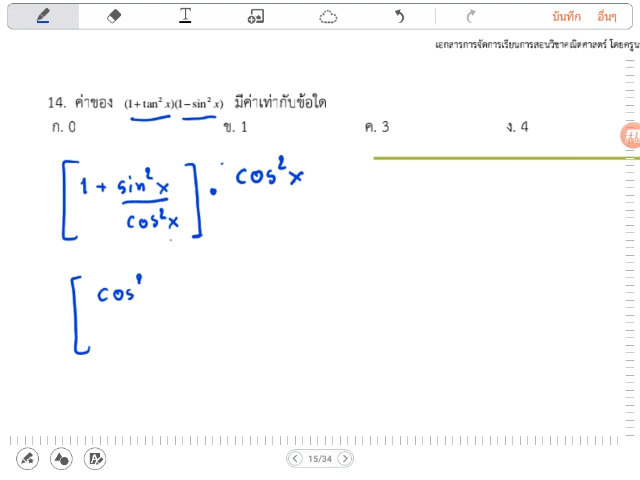 บันทึก อื่นๆ
เอกสารการจัดการเรียนการสอนวิชาคณิตศาสตร์ โดยครู
14. ค่าของ (1+tan² x)(1−sin² x) มีค่าเท่ากับข้อใด
ก. 0 ข. 1 ค. 3 ง. 4
[1 + sin²x / cos²x] · cos²x
[ cos
15/34